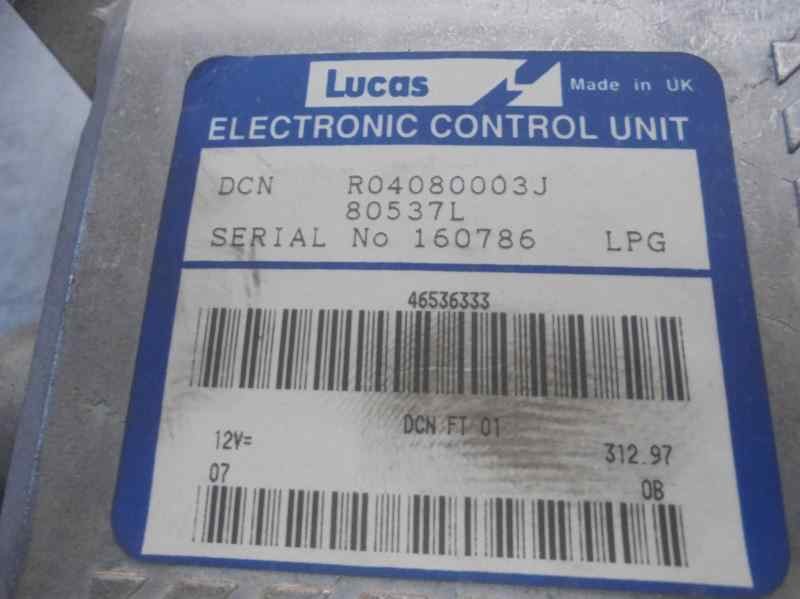 Lucas Made in UK
ELECTRONIC CONTROL UNIT
DCN R04080003J
80537L
SERIAL No 160786 LPG
46536333
DCN FT 01
12V= 312.97
07 0B